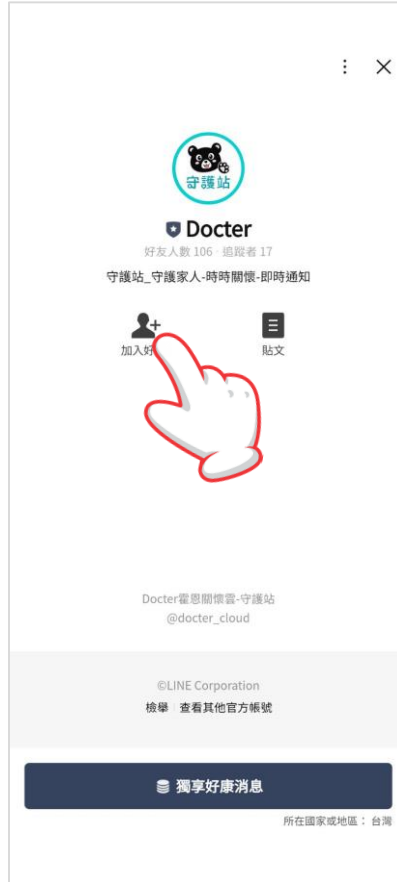 守護站
Docter
好友人數 106 · 追蹤者 17
守護站_守護家人-時時關懷-即時通知
加入好
貼文
Docter霍恩關懷雲-守護站
@docter_cloud
©LINE Corporation
檢舉 查看其他官方帳號
獨享好康消息
所在國家或地區： 台灣